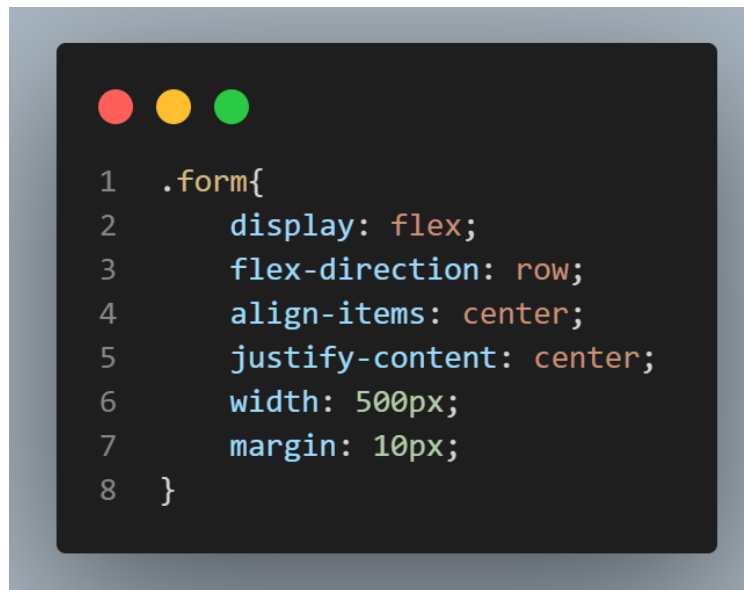 1 .form{
2 display: flex;
3 flex-direction: row;
4 align-items: center;
5 justify-content: center;
6 width: 500px;
7 margin: 10px;
8 }